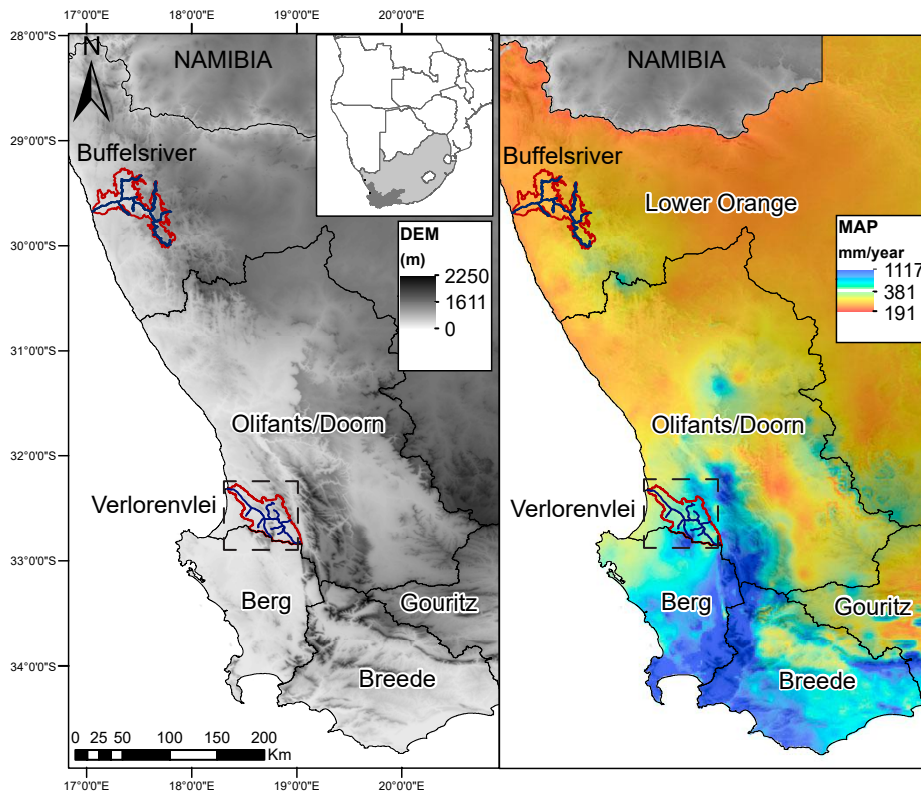 17°0'0"E 18°0'0"E 19°0'0"E 20°0'0"E
28°0'0"S
29°0'0"S
30°0'0"S
31°0'0"S
32°0'0"S
33°0'0"S
34°0'0"S
N
NAMIBIA
Buffelsriver
DEM
(m)
2250
1611
0
Olifants/Doorn
Verlorenvlei
Berg
Gouritz
Breede
0 25 50 100 150 200
Km
17°0'0"E 18°0'0"E 19°0'0"E 20°0'0"E
NAMIBIA
Buffelsriver
Lower Orange
MAP
mm/year
1117
381
191
Olifants/Doorn
Verlorenvlei
Berg
Gouritz
Breede